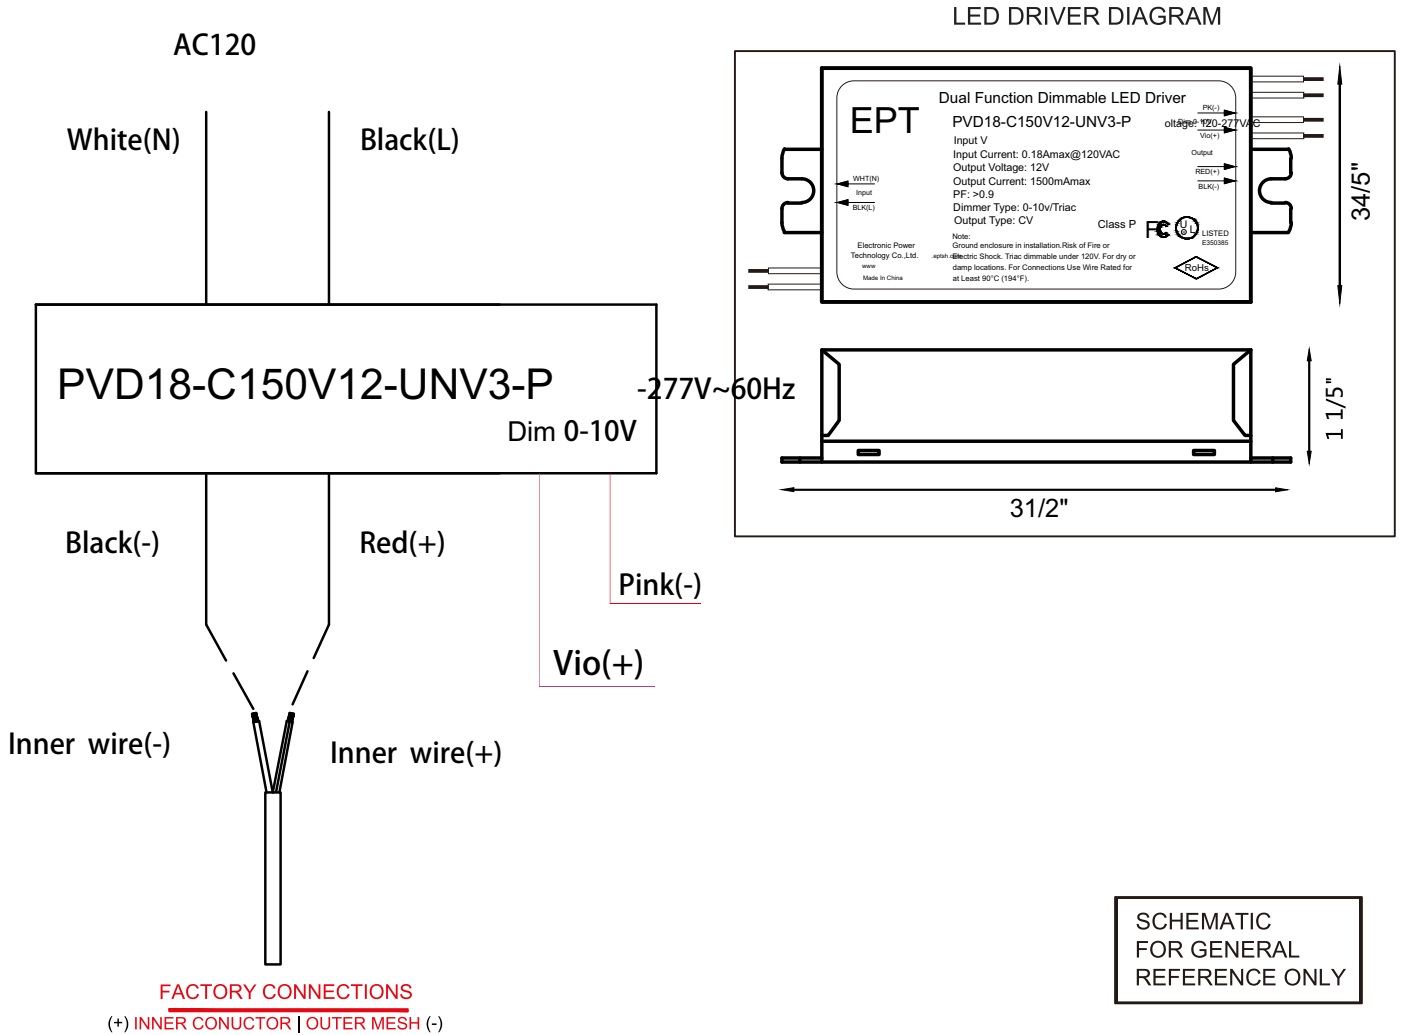 LED DRIVER DIAGRAM
AC120
White(N)
Black(L)
PVD18-C150V12-UNV3-P
-277V~60Hz
Dim 0-10V
Black(-)
Red(+)
Pink(-)
Vio(+)
Inner wire(-)
Inner wire(+)
FACTORY CONNECTIONS
(+) INNER CONUCTOR | OUTER MESH (-)
EPT
Dual Function Dimmable LED Driver
PVD18-C150V12-UNV3-P
Input V
oltage: 120-277VAC
Input Current: 0.18Amax@120VAC
Output Voltage: 12V
Output Current: 1500mAmax
PF: >0.9
Dimmer Type: 0-10v/Triac
Output Type: CV
Class P
FC
UL
LISTED
E350385
RoHs
Note:
Ground enclosure in installation.Risk of Fire or
Electric Shock. Triac dimmable under 120V. For dry or
damp locations. For Connections Use Wire Rated for
at Least 90°C (194°F).
WHT(N)
Input
BLK(L)
Electronic Power
Technology Co.,Ltd.
www
Made In China
PK(-)
Vio(+)
Output
RED(+)
BLK(-)
34/5"
1 1/5"
31/2"
SCHEMATIC
FOR GENERAL
REFERENCE ONLY